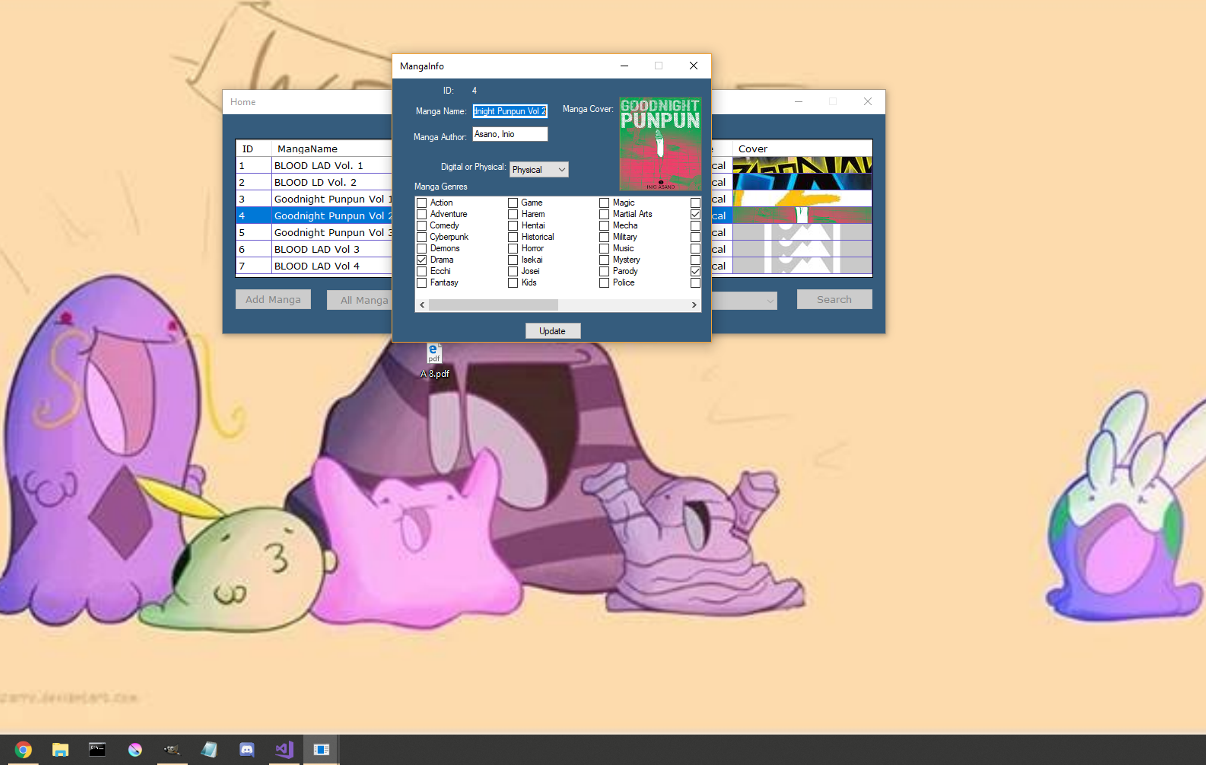 MangaInfo
ID: 4
Manga Name: dnight Punpun Vol 2
Manga Cover:
GOODNIGHT
PUNPUN
INIO ASANO
Manga Author: Asano, Inio
Digital or Physical: Physical
Manga Genres
Action Game Magic
Adventure Harem Martial Arts
Comedy Hentai Mecha
Cyberpunk Historical Military
Demons Horror Music
Drama Isekai Mystery
Ecchi Josei Parody
Fantasy Kids Police
Update
Home
ID MangaName Cover
1 BLOOD LAD Vol. 1 cal
2 BLOOD LD Vol. 2 cal
3 Goodnight Punpun Vol 1 cal
4 Goodnight Punpun Vol 2 cal
5 Goodnight Punpun Vol 3 cal
6 BLOOD LAD Vol 3 cal
7 BLOOD LAD Vol 4 cal
Add Manga All Manga Search
pdf
A 3.pdf